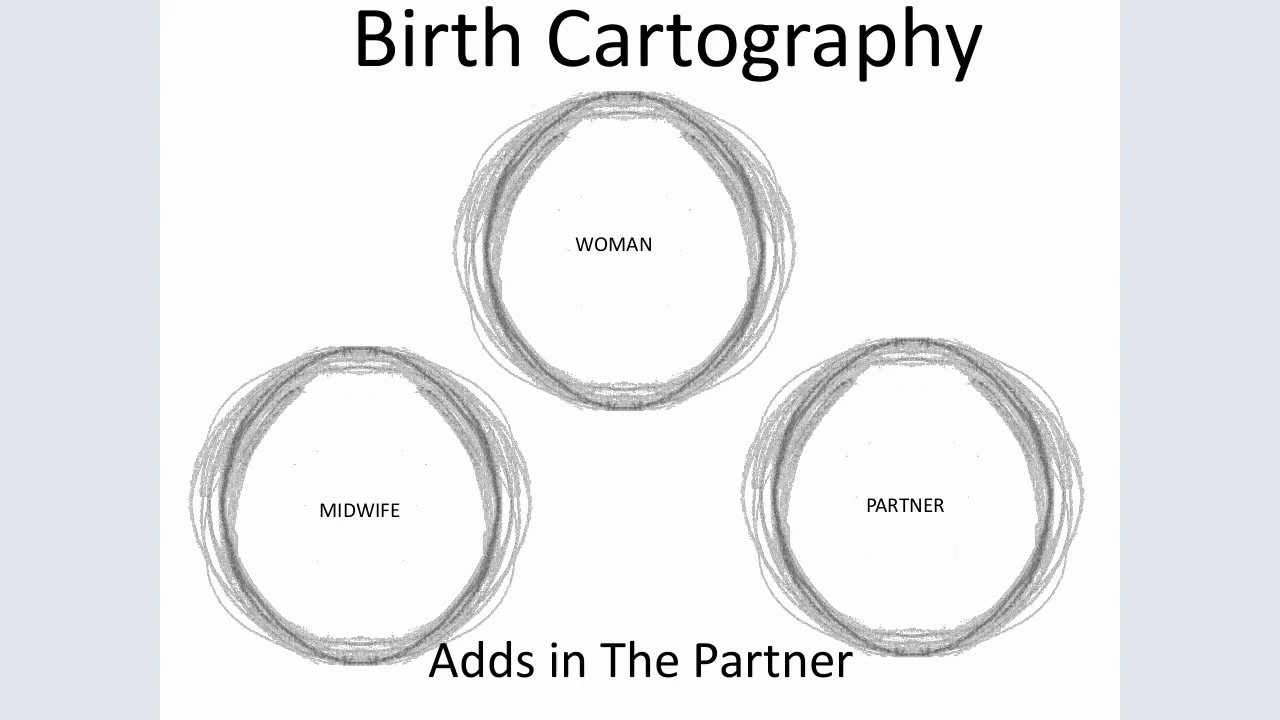 Birth Cartography
WOMAN
MIDWIFE
PARTNER
Adds in The Partner